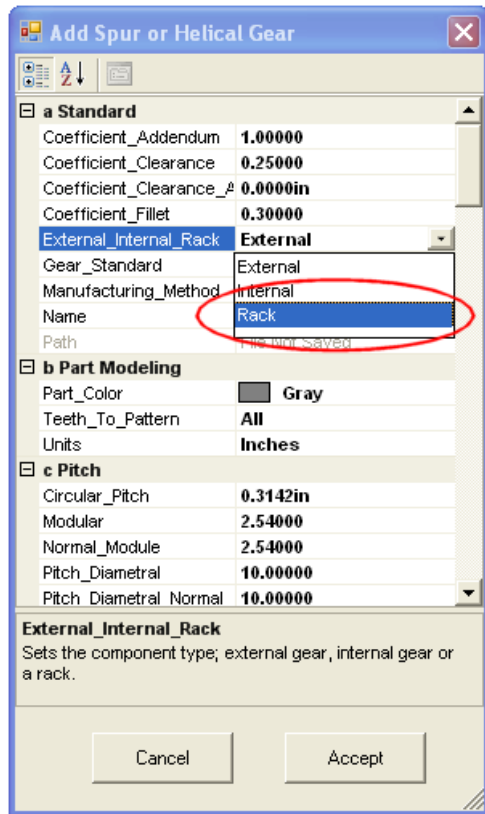 Add Spur or Helical Gear
a Standard
Coefficient_Addendum 1.00000
Coefficient_Clearance 0.25000
Coefficient_Clearance_A 0.0000in
Coefficient_Fillet 0.30000
External_Internal_Rack External
Gear_Standard External
Manufacturing_Method Internal
Name Rack
Path File Not Saved
b Part Modeling
Part_Color Gray
Teeth_To_Pattern All
Units Inches
c Pitch
Circular_Pitch 0.3142in
Modular 2.54000
Normal_Module 2.54000
Pitch_Diametral 10.00000
Pitch_Diametral_Normal 10.00000
External_Internal_Rack
Sets the component type; external gear, internal gear or
a rack.
Cancel Accept